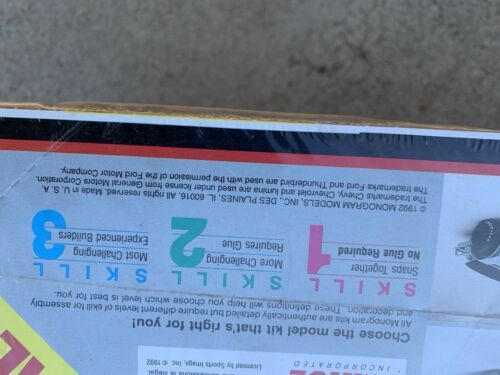 INCORPORATED
Licensed by Sports Image, Inc. © 1992
is illegal.
Choose the model kit that's right for you!
All Monogram kits are authentically detailed but require different levels of skill for assembly
and decoration. These definitions will help you choose which level is best for you.
SKILL
1
Snaps Together
No Glue Required
SKILL
2
More Challenging
Requires Glue
SKILL
3
Most Challenging
Experienced Builders
© 1992 MONOGRAM MODELS, INC., DES PLAINES, IL. 60016. All rights reserved. Made in U. S. A.
The trademarks Chevrolet, Chevy and lumina are used under license from General Motors Corporation.
The trademarks Ford and Thunderbird are used with the permission of the Ford Motor Company.